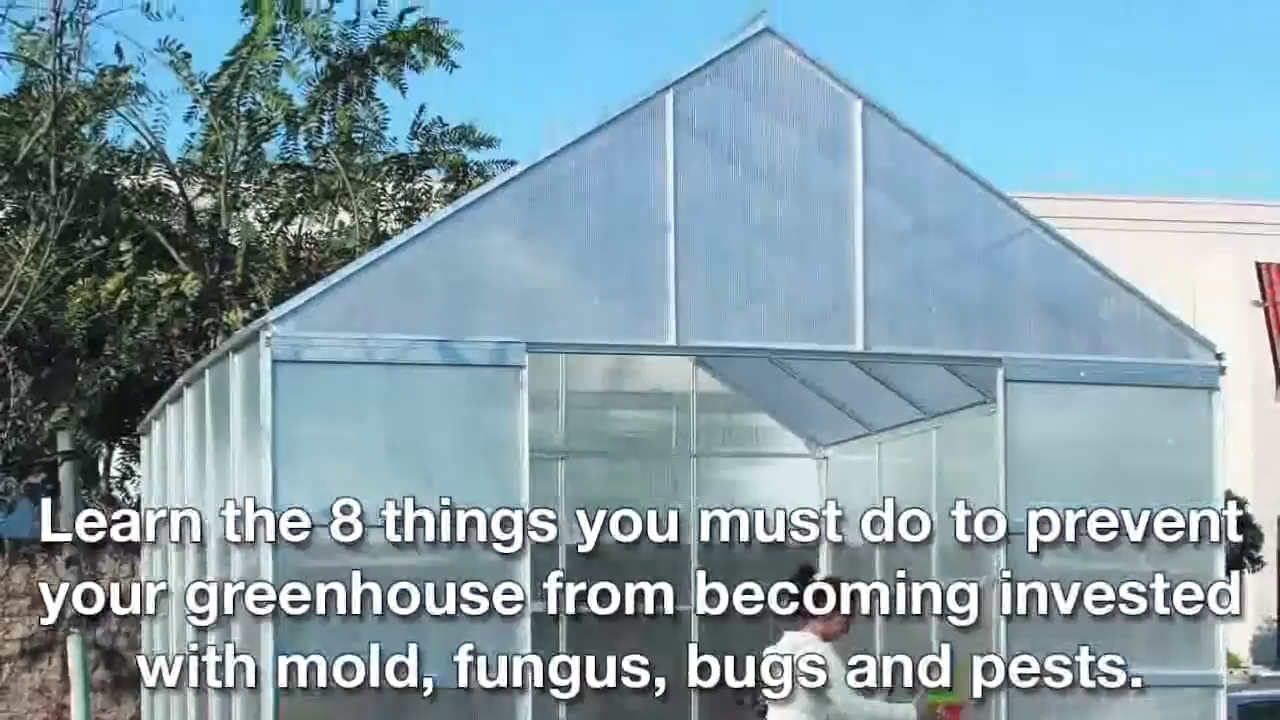 Learn the 8 things you must do to prevent
your greenhouse from becoming invested
with mold, fungus, bugs and pests.